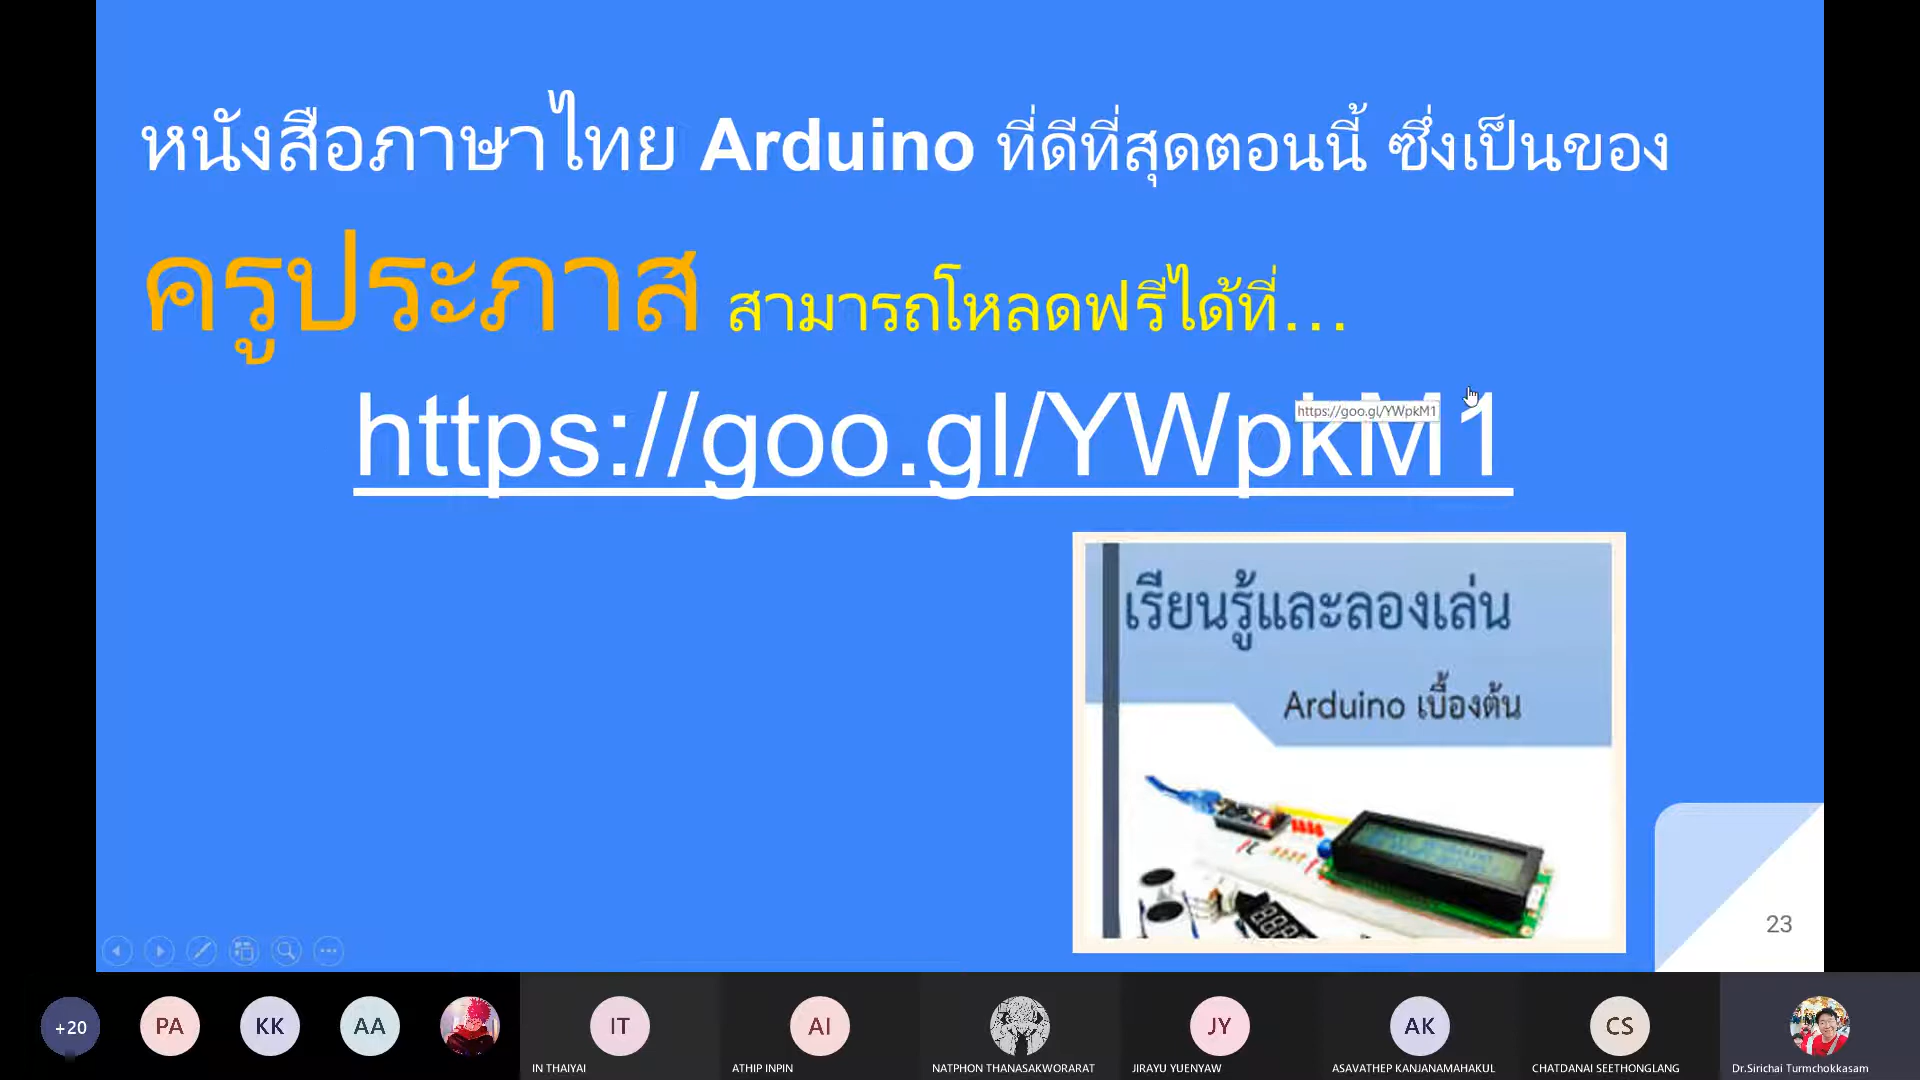 หนังสือภาษาไทย Arduino ที่ดีที่สุดตอนนี้ ซึ่งเป็นของ
ครูประภาส สามารถโหลดฟรีได้ที่...
https://goo.gl/YWpkM1
https://goo.gl/YWpkM1
เรียนรู้และลองเล่น
Arduino เบื้องต้น
23
+20
PA
KK
AA
IT
AI
JY
AK
CS
IN THAIYAI
ATHIP INPIN
NATPHON THANASAKWORARAT
JIRAYU YUENYAW
ASAVATHEP KANJANAMAHAKUL
CHATDANAI SEETHONGLANG
Dr.Sirichai Turmchokkasam